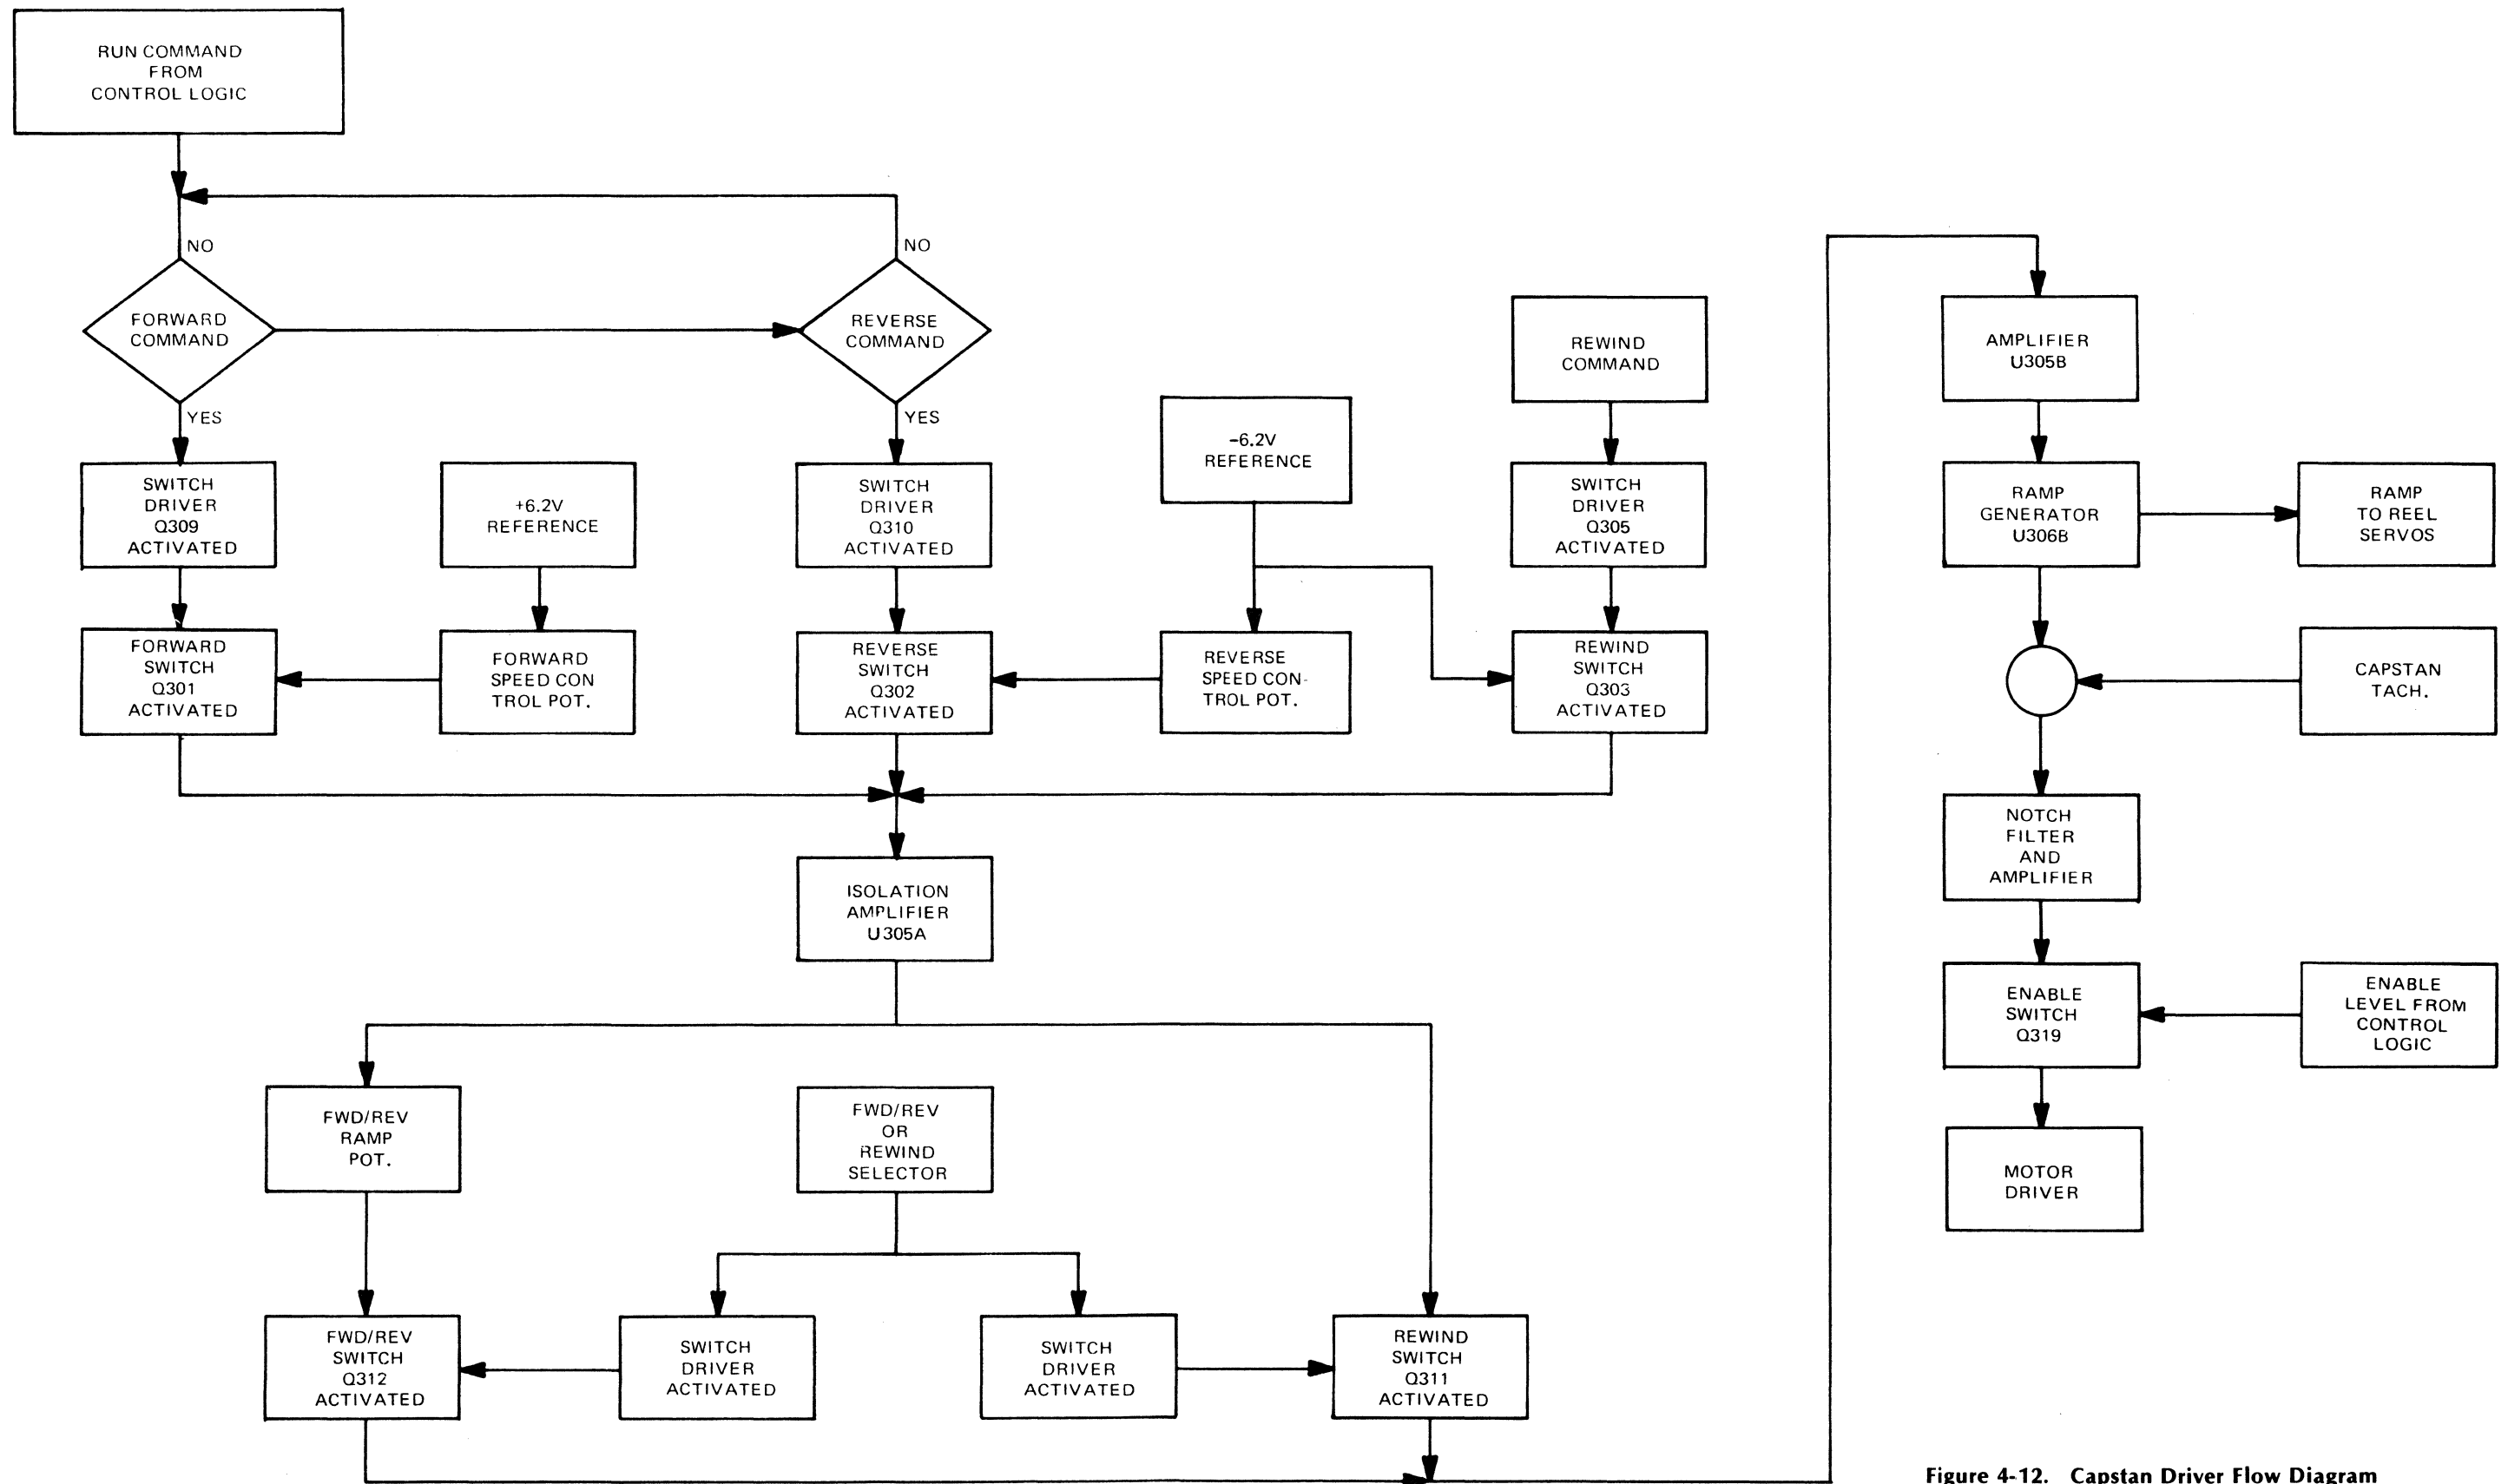 RUN COMMAND
FROM
CONTROL LOGIC
NO
NO
FORWARD
COMMAND
REVERSE
COMMAND
REWIND
COMMAND
AMPLIFIER
U305B
YES
YES
-6.2V
REFERENCE
SWITCH
DRIVER
Q309
ACTIVATED
+6.2V
REFERENCE
SWITCH
DRIVER
Q310
ACTIVATED
SWITCH
DRIVER
Q305
ACTIVATED
RAMP
GENERATOR
U306B
RAMP
TO REEL
SERVOS
FORWARD
SWITCH
Q301
ACTIVATED
FORWARD
SPEED CON
TROL POT.
REVERSE
SWITCH
Q302
ACTIVATED
REVERSE
SPEED CON-
TROL POT.
REWIND
SWITCH
Q303
ACTIVATED
CAPSTAN
TACH.
NOTCH
FILTER
AND
AMPLIFIER
ISOLATION
AMPLIFIER
U305A
ENABLE
SWITCH
Q319
ENABLE
LEVEL FROM
CONTROL
LOGIC
FWD/REV
RAMP
POT.
FWD/REV
OR
REWIND
SELECTOR
MOTOR
DRIVER
FWD/REV
SWITCH
Q312
ACTIVATED
SWITCH
DRIVER
ACTIVATED
SWITCH
DRIVER
ACTIVATED
REWIND
SWITCH
Q311
ACTIVATED
Figure 4-12. Capstan Driver Flow Diagram